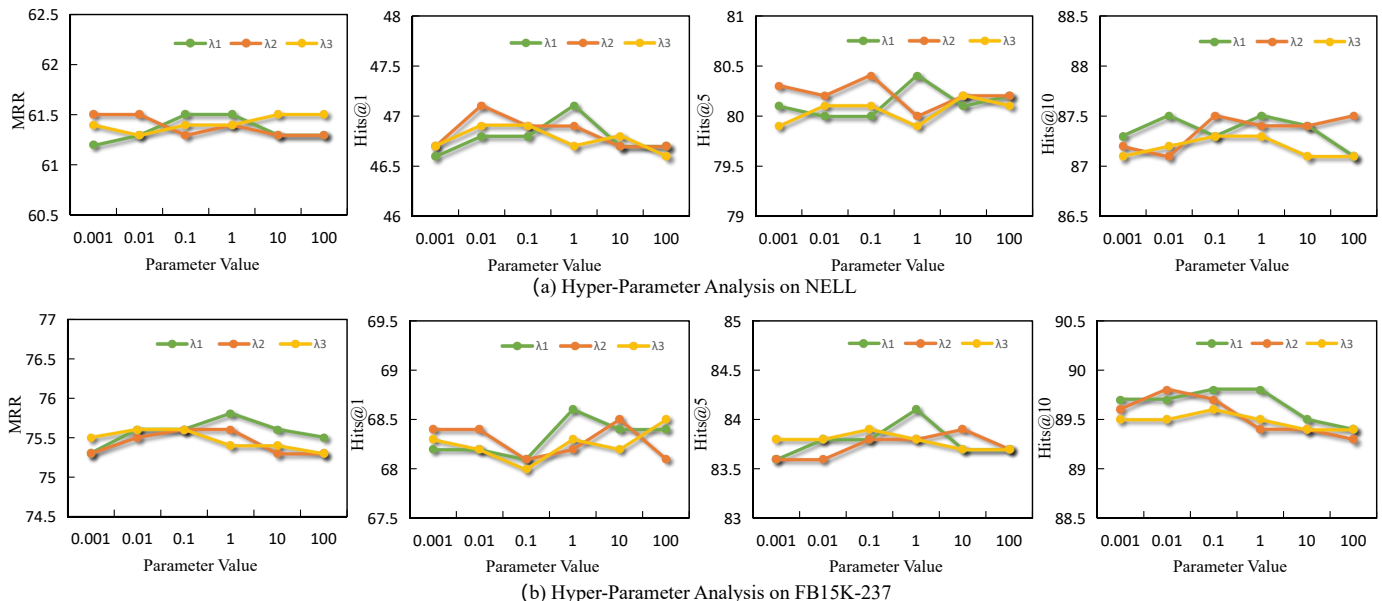 62.5
62
61.5
61
60.5
MRR
λ1 λ2 λ3
0.001 0.01 0.1 1 10 100
Parameter Value
48
47.5
47
46.5
46
Hits@1
λ1 λ2 λ3
0.001 0.01 0.1 1 10 100
Parameter Value
81
80.5
80
79.5
79
Hits@5
λ1 λ2 λ3
0.001 0.01 0.1 1 10 100
Parameter Value
88.5
88
87.5
87
86.5
Hits@10
λ1 λ2 λ3
0.001 0.01 0.1 1 10 100
Parameter Value
(a) Hyper-Parameter Analysis on NELL
77
76.5
76
75.5
75
74.5
MRR
λ1 λ2 λ3
0.001 0.01 0.1 1 10 100
Parameter Value
69.5
69
68.5
68
67.5
Hits@1
λ1 λ2 λ3
0.001 0.01 0.1 1 10 100
Parameter Value
85
84.5
84
83.5
83
Hits@5
λ1 λ2 λ3
0.001 0.01 0.1 1 10 100
Parameter Value
90.5
90
89.5
89
88.5
Hits@10
λ1 λ2 λ3
0.001 0.01 0.1 1 10 100
Parameter Value
(b) Hyper-Parameter Analysis on FB15K-237